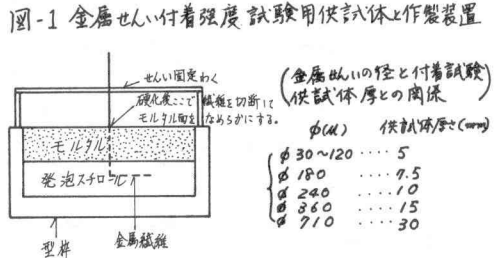 図-1 金属せんい付着強度試験用供試体と作製装置
せんい固定わく
硬化後ここで繊維を切断して
モルタル面をなめらかにする。
モルタル
発泡スチロール
型枠
金属繊維
(金属せんいの径と付着試験
供試体厚との関係)
φ(μ) 供試体厚さ(mm)
φ30~120 ···· 5
φ180 ···· 7.5
φ240 ···· 10
φ360 ···· 15
φ710 ···· 30